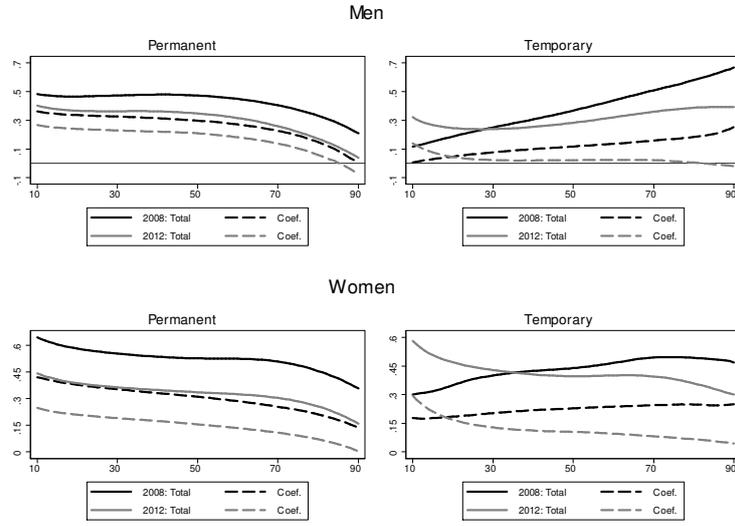 Men
Permanent
Temporary
.7
.3
.1
-.1
10 30 50 70 90
.7
.3
.1
-.1
10 30 50 70 90
2008: Total Coef.
2012: Total Coef.
2008: Total Coef.
2012: Total Coef.
Women
Permanent
Temporary
.6
.45
.3
.15
0
10 30 50 70 90
.6
.45
.3
.15
0
10 30 50 70 90
2008: Total Coef.
2012: Total Coef.
2008: Total Coef.
2012: Total Coef.